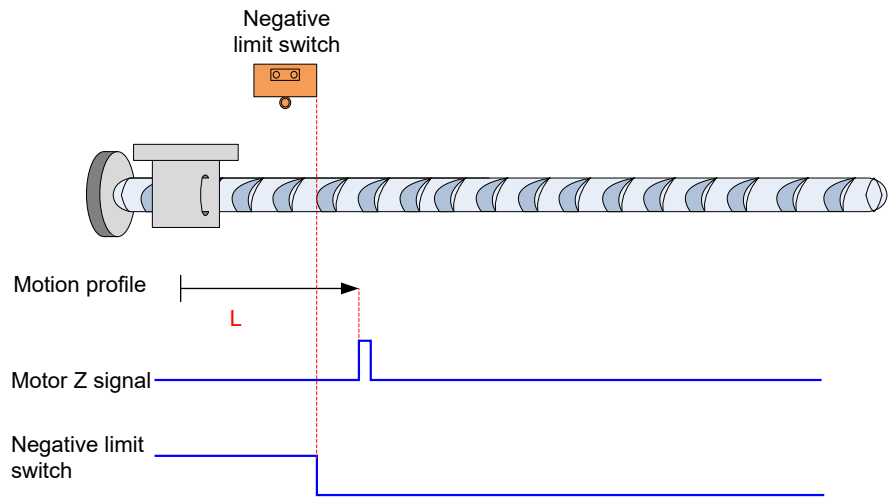 Negative
limit switch
Motion profile
L
Motor Z signal
Negative limit
switch